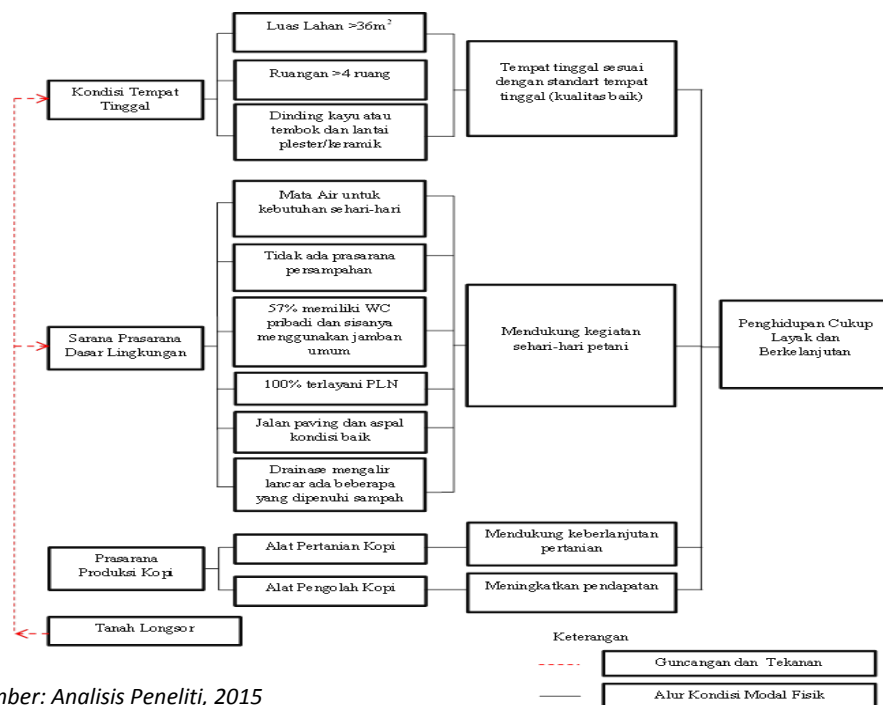 Luas Lahan >36m²
Ruangan >4 ruang
Dinding kayu atau
tembok dan lantai
plester/keramik
Kondisi Tempat
Tinggal
Tempat tinggal sesuai
dengan standart tempat
tinggal (kualitas baik)
Mata Air untuk
kebutuhan sehari-hari
Tidak ada prasarana
persampahan
57% memiliki WC
pribadi dan sisanya
menggunakan jamban
umum
100% terlayani PLN
Jalan paving dan aspal
kondisi baik
Drainase mengalir
lancar ada beberapa
yang dipenuhi sampah
Sarana Prasarana
Dasar Lingkungan
Mendukung kegiatan
sehari-hari petani
Penghidupan Cukup
Layak dan
Berkelanjutan
Prasarana
Produksi Kopi
Alat Pertanian Kopi
Alat Pengolah Kopi
Mendukung keberlanjutan
pertanian
Meningkatkan pendapatan
Tanah Longsor
Keterangan
Guncangan dan Tekanan
Alur Kondisi Modal Fisik
mber: Analisis Peneliti, 2015